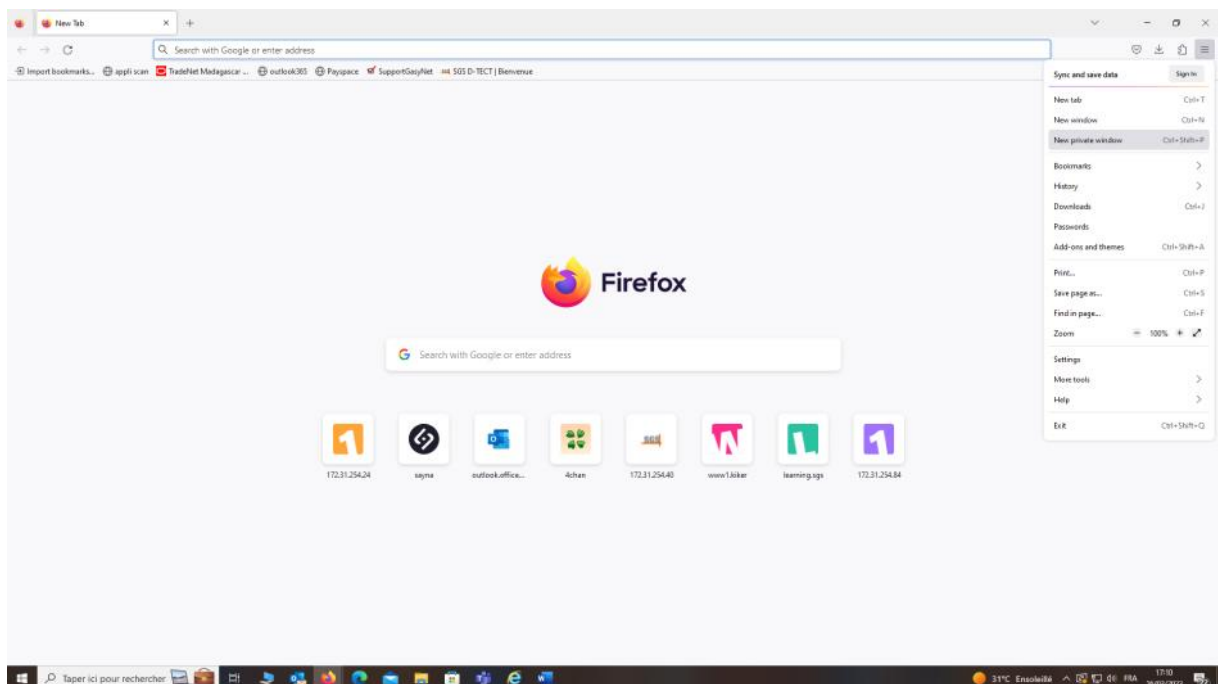 New Tab
Search with Google or enter address
Import bookmarks... appli scan TradeNet Madagascar ... outlook365 Payspace SupportGasyNet SGS D-TECT | Bienvenue
Sync and save data Sign In
New tab Ctrl+T
New window Ctrl+N
New private window Ctrl+Shift+P
Bookmarks
History
Downloads Ctrl+J
Passwords
Add-ons and themes Ctrl+Shift+A
Print... Ctrl+P
Save page as... Ctrl+S
Find in page... Ctrl+F
Zoom 100%
Settings
More tools
Help
Exit Ctrl+Shift+Q
Firefox
Search with Google or enter address
172.31.254.24 sayna outlook.office... 4chan 172.31.254.40 www1.kiker learning.sgs 172.31.254.84
Taper ici pour rechercher
31°C Ensoleillé FRA 17:10